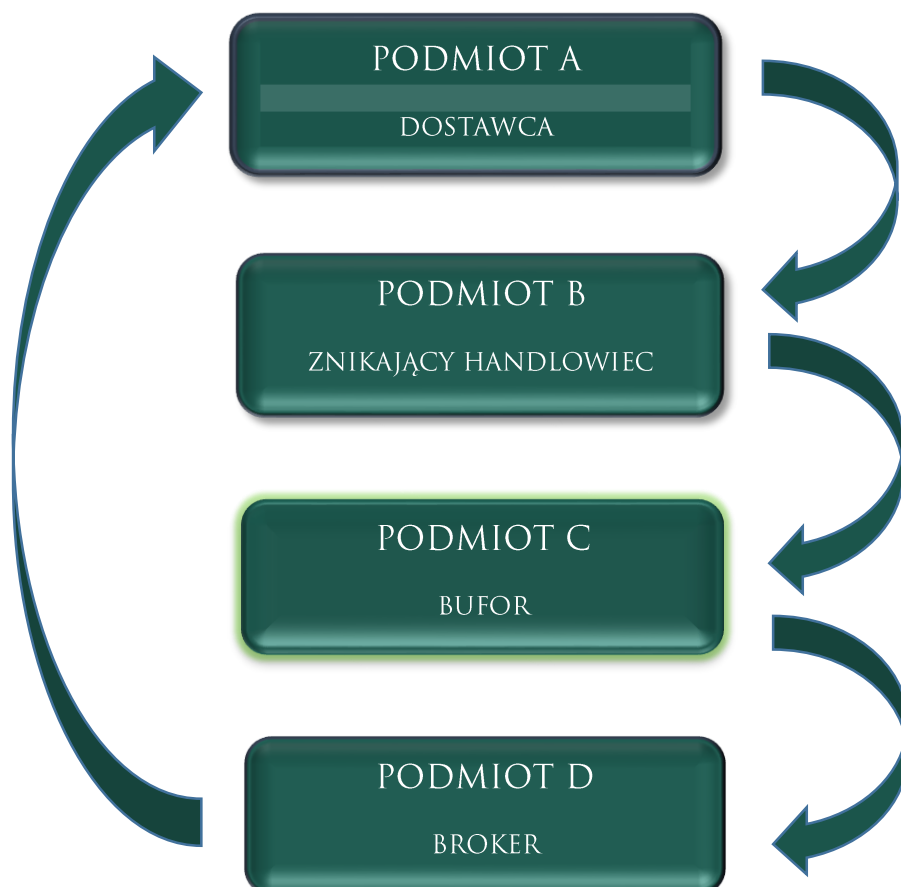 PODMIOT A
DOSTAWCA
PODMIOT B
ZNIKAJĄCY HANDLOWIEC
PODMIOT C
BUFOR
PODMIOT D
BROKER